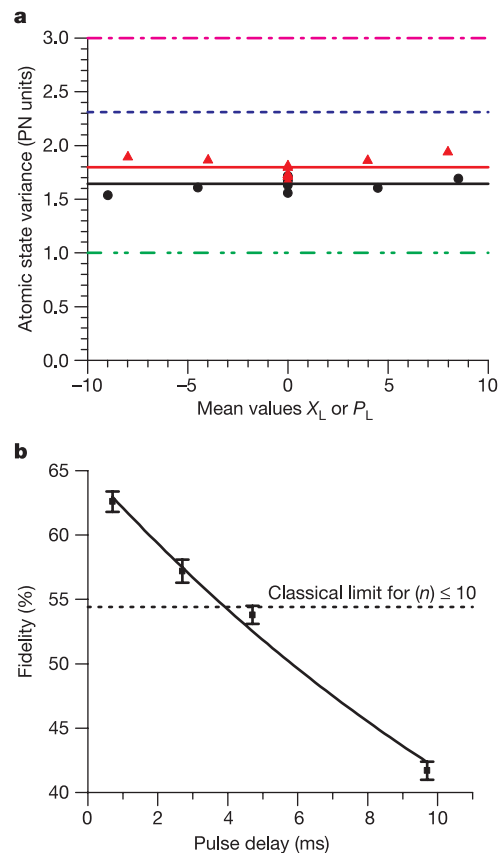 a
3.0
2.5
2.0
1.5
1.0
0.5
0.0
Atomic state variance (PN units)
–10 –5 0 5 10
Mean values XL or PL
b
65
60
55
50
45
40
Fidelity (%)
Classical limit for ⟨n⟩ ≤ 10
0 2 4 6 8 10
Pulse delay (ms)